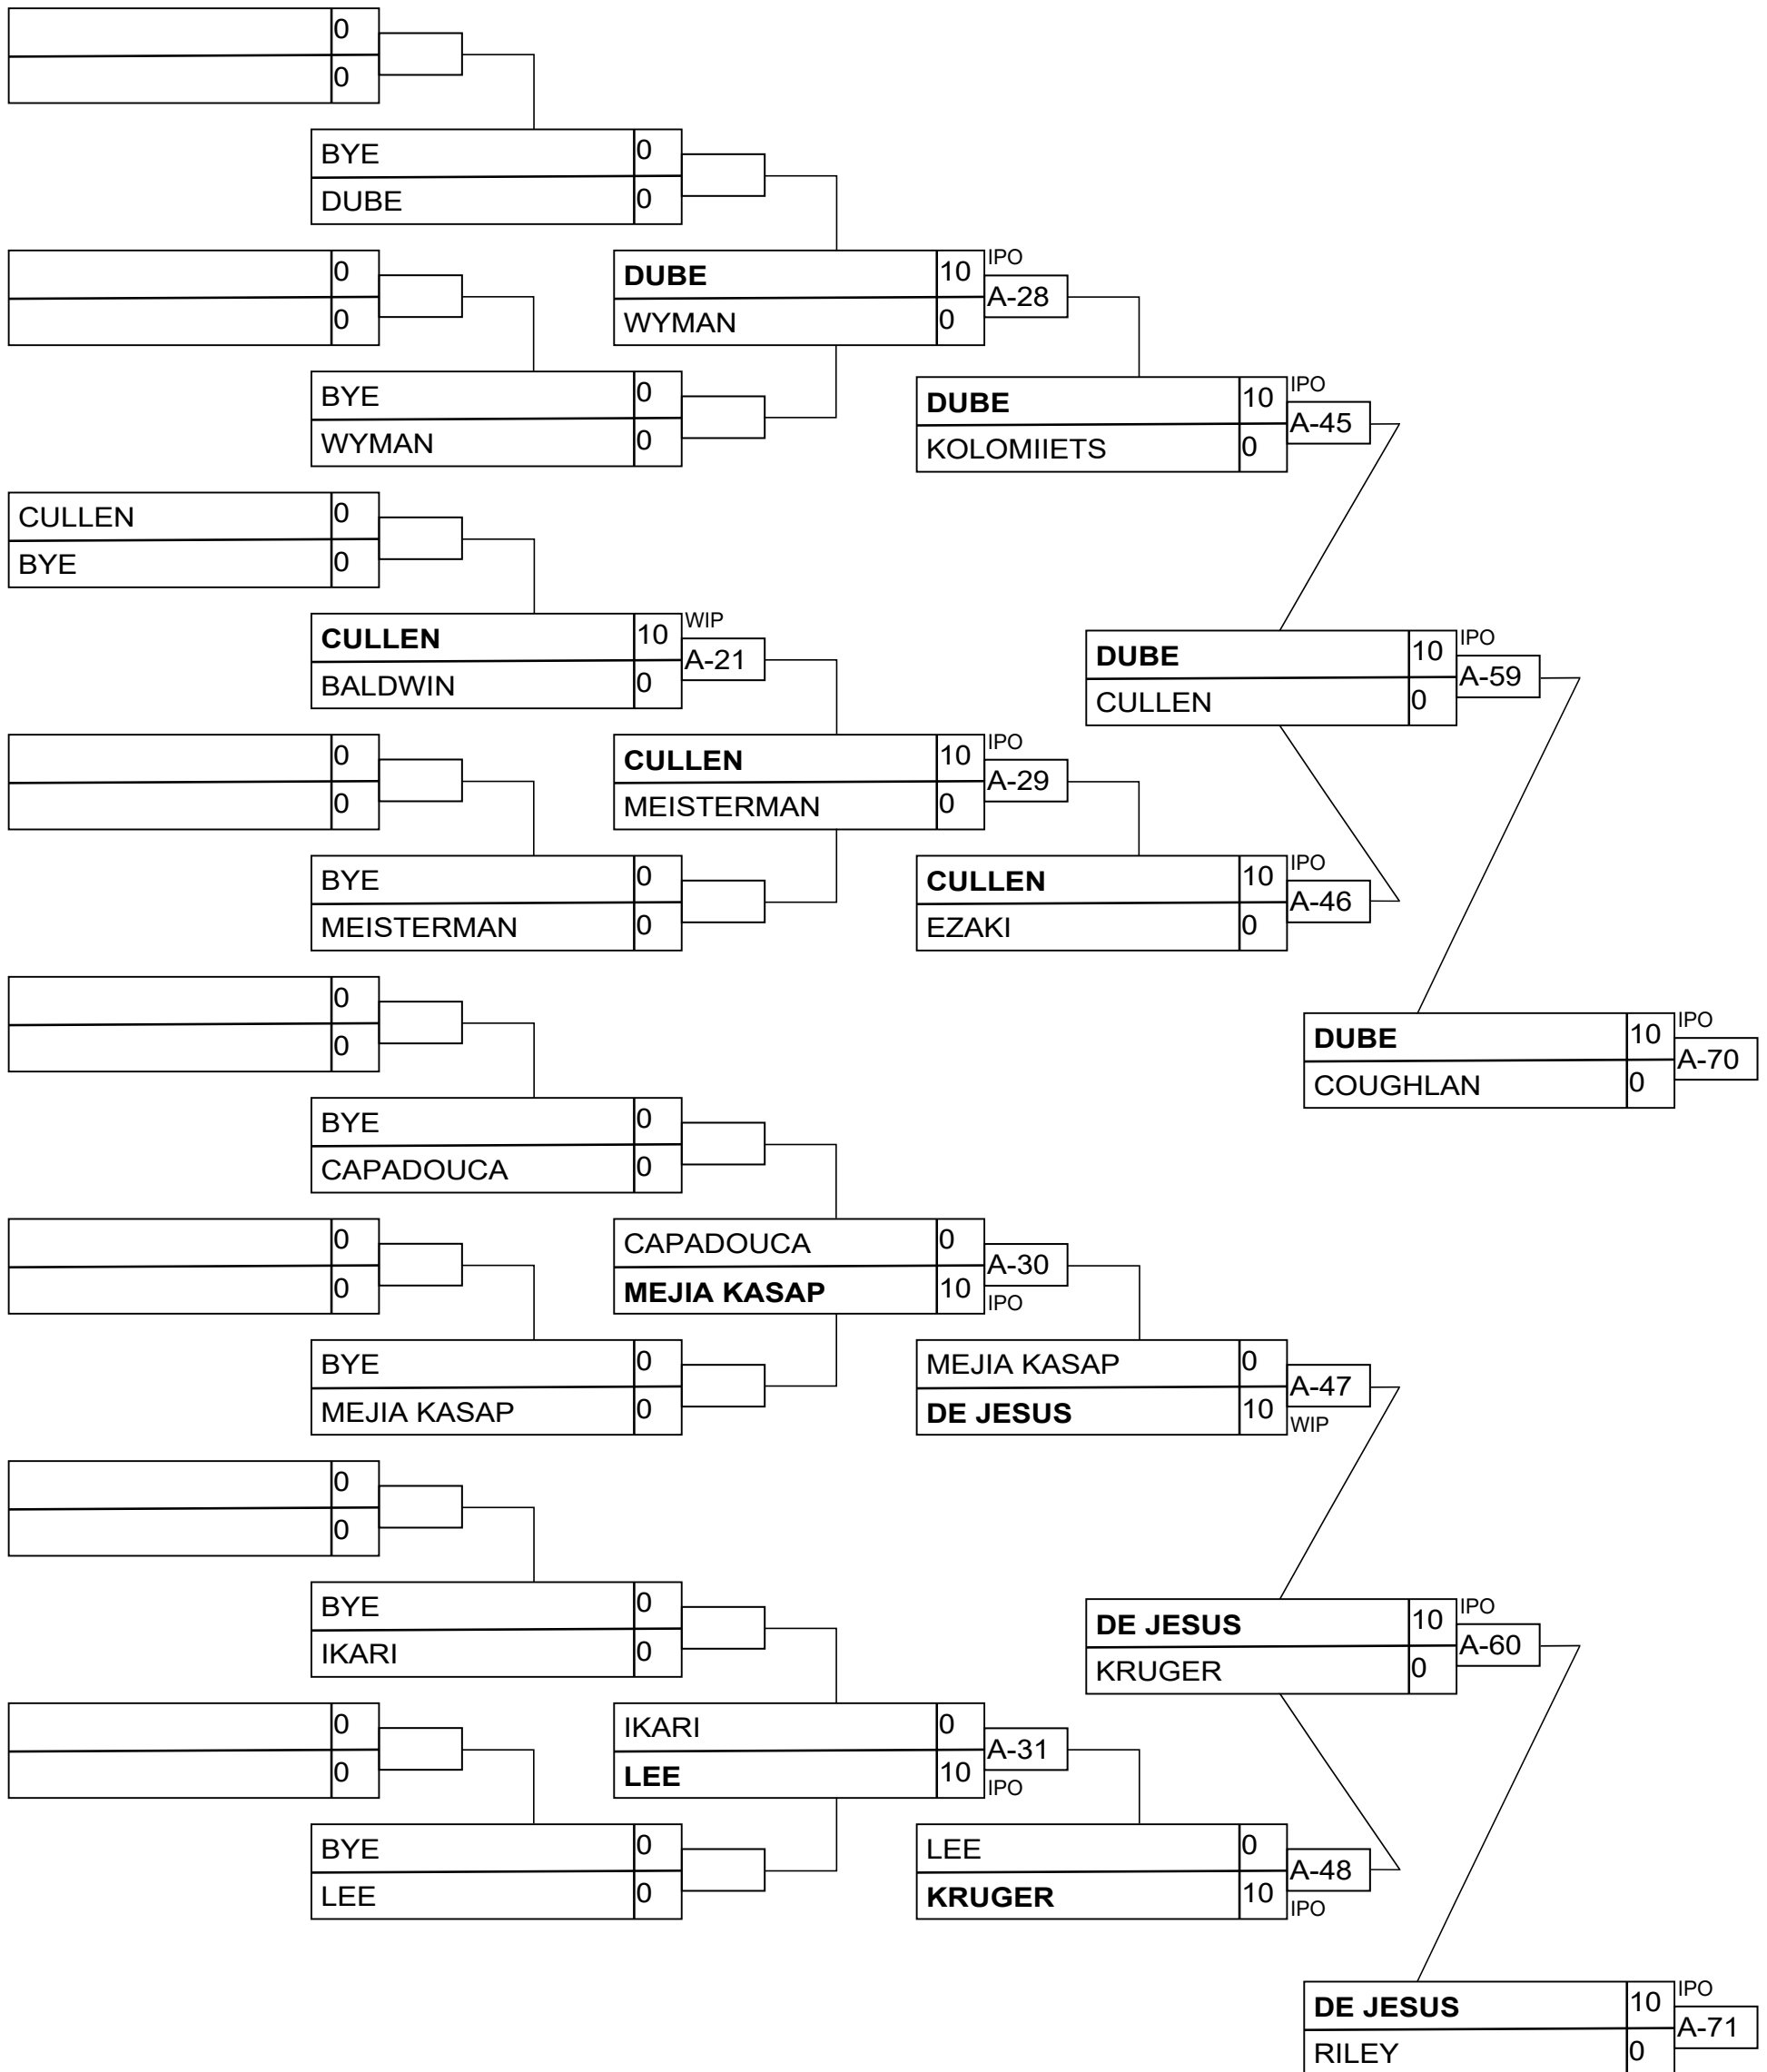 0
0
BYE 0
DUBE 0
0
0
DUBE 10 IPO
A-28
WYMAN 0
BYE 0
WYMAN 0
DUBE 10 IPO
A-45
KOLOMIIETS 0
CULLEN 0
BYE 0
CULLEN 10 WIP
A-21
BALDWIN 0
DUBE 10 IPO
A-59
CULLEN 0
0
0
CULLEN 10 IPO
A-29
MEISTERMAN 0
BYE 0
MEISTERMAN 0
CULLEN 10 IPO
A-46
EZAKI 0
0
0
DUBE 10 IPO
A-70
COUGHLAN 0
BYE 0
CAPADOUCA 0
0
0
CAPADOUCA 0
A-30
MEJIA KASAP 10 IPO
BYE 0
MEJIA KASAP 0
MEJIA KASAP 0
A-47
DE JESUS 10 WIP
0
0
BYE 0
IKARI 0
DE JESUS 10 IPO
A-60
KRUGER 0
0
0
IKARI 0
A-31
LEE 10 IPO
BYE 0
LEE 0
LEE 0
A-48
KRUGER 10 IPO
DE JESUS 10 IPO
A-71
RILEY 0